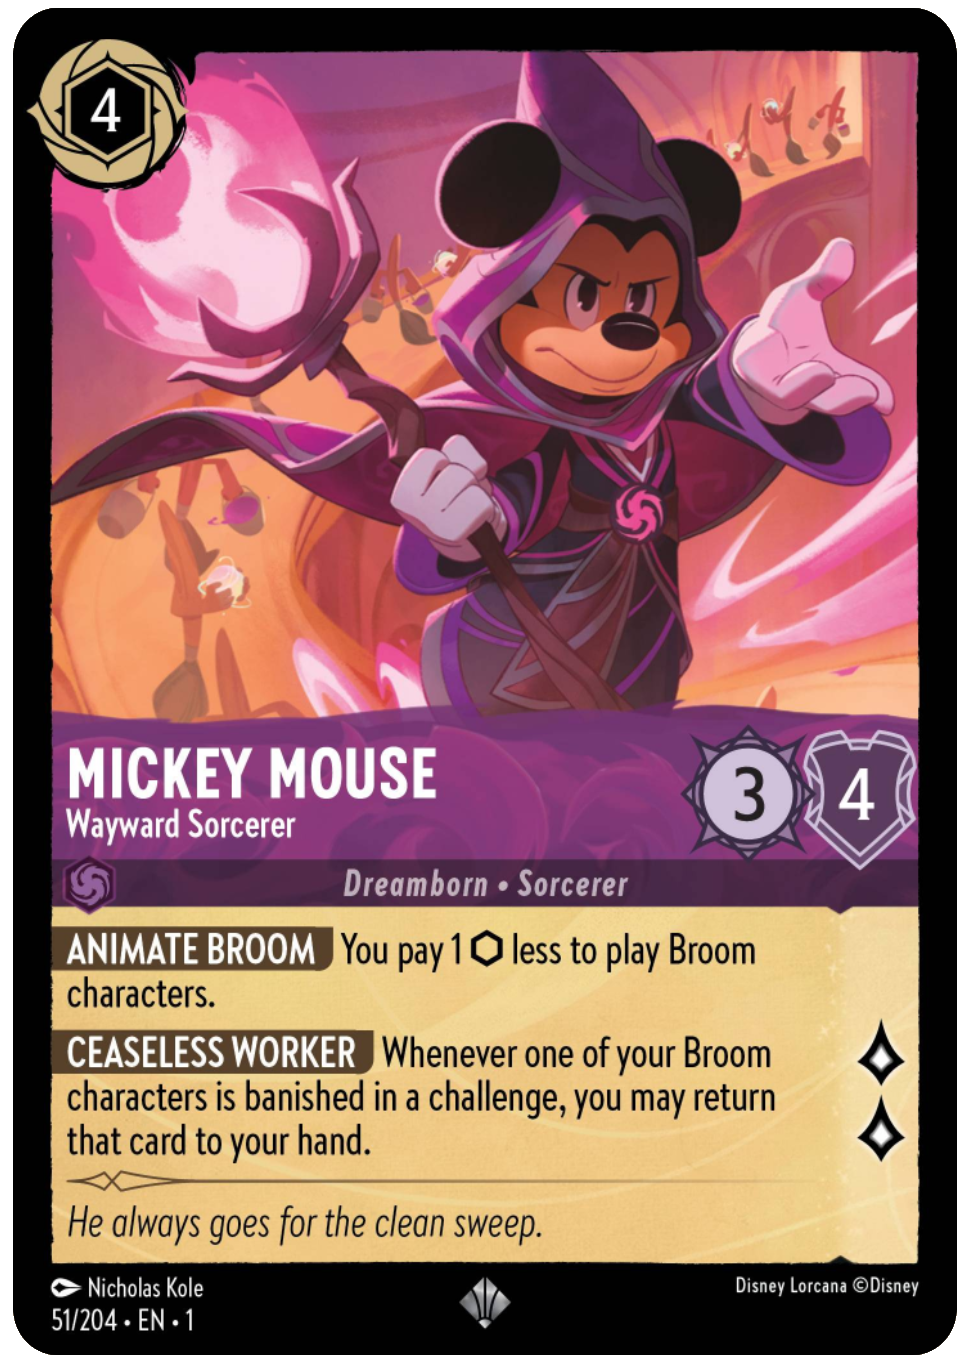 4
MICKEY MOUSE
Wayward Sorcerer
3
4
Dreamborn • Sorcerer
ANIMATE BROOM You pay 1 ⬡ less to play Broom
characters.
CEASELESS WORKER Whenever one of your Broom
characters is banished in a challenge, you may return
that card to your hand.
He always goes for the clean sweep.
Nicholas Kole
51/204 • EN • 1
Disney Lorcana ©Disney